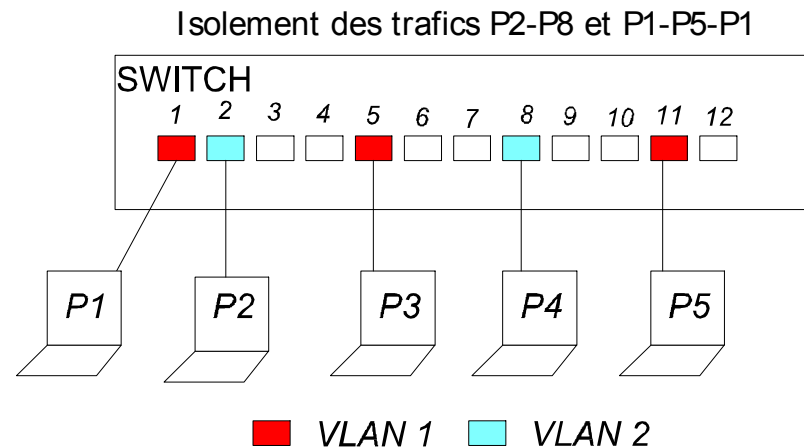 Isolement des trafics P2-P8 et P1-P5-P1
SWITCH
1 2 3 4 5 6 7 8 9 10 11 12
P1 P2 P3 P4 P5
VLAN 1 VLAN 2